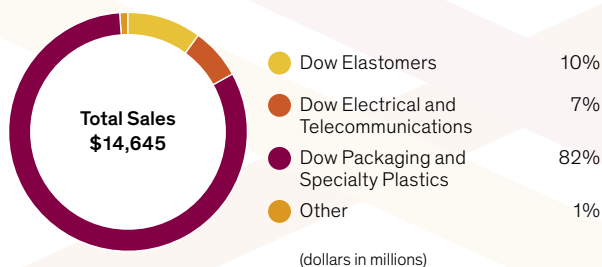 Total Sales
$14,645
Dow Elastomers 10%
Dow Electrical and 7%
Telecommunications
Dow Packaging and 82%
Specialty Plastics
Other 1%
(dollars in millions)